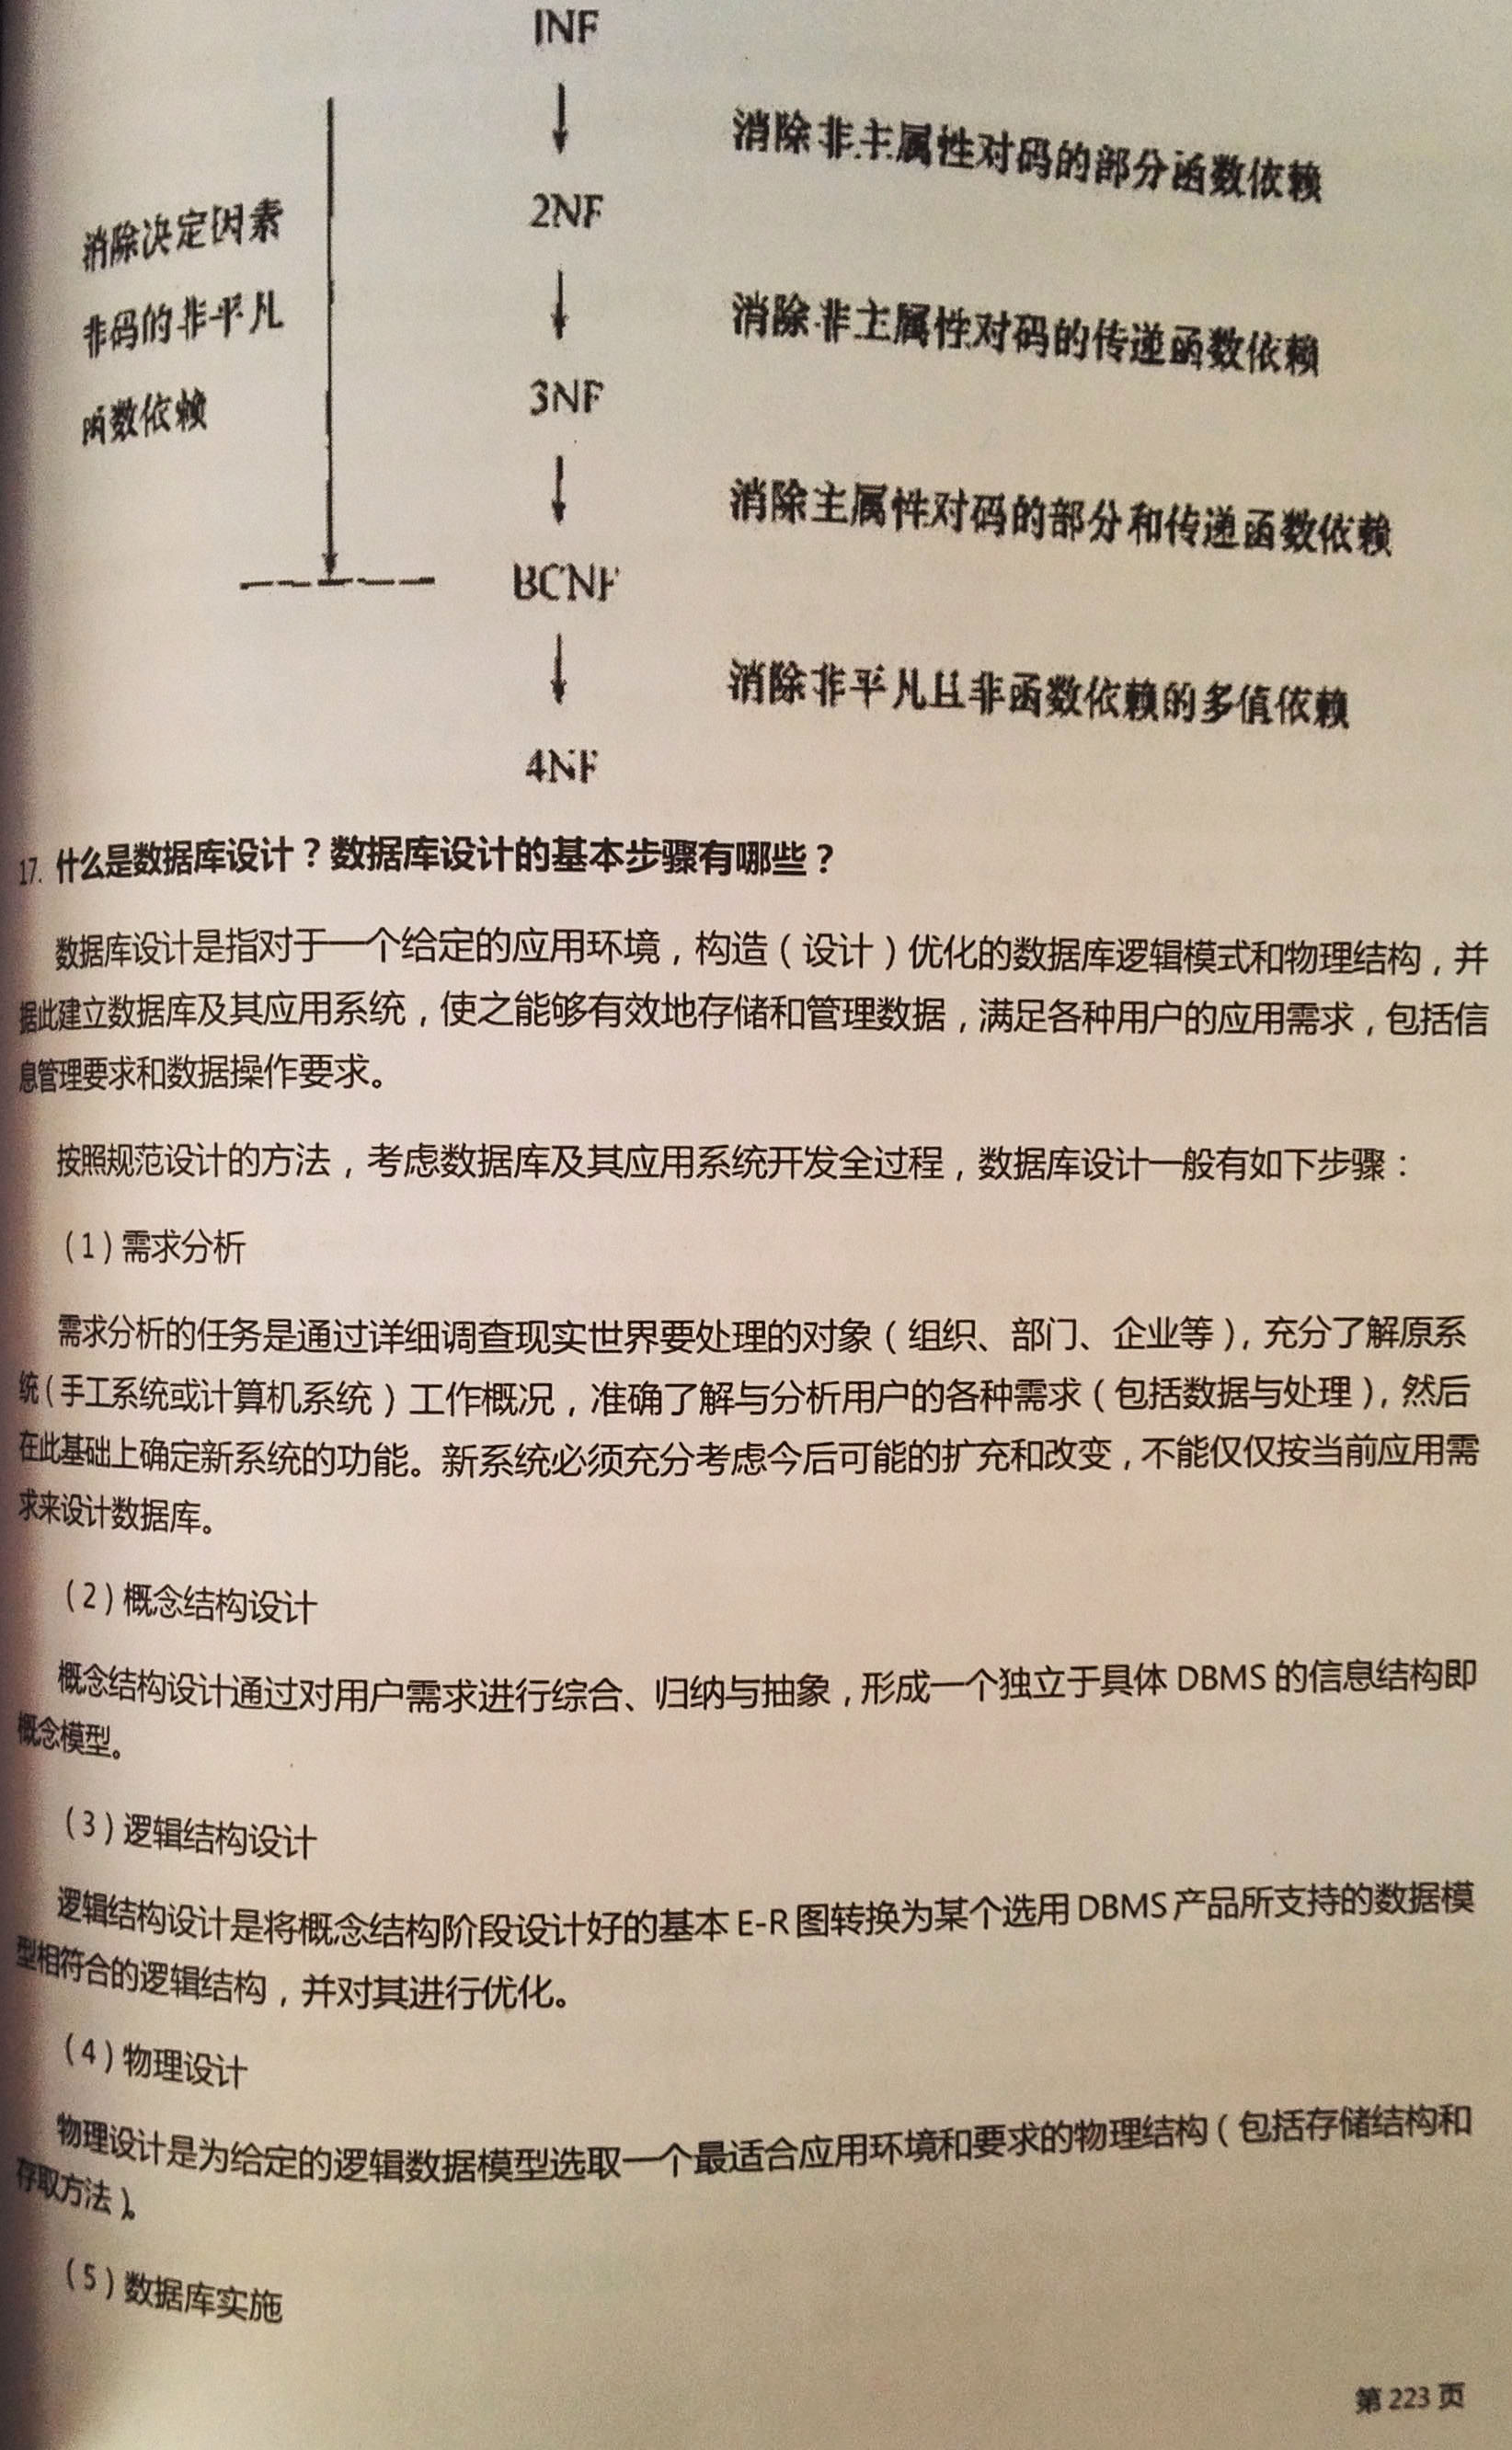 1NF
消除非主属性对码的部分函数依赖
2NF
消除决定因素
非码的非平凡
函数依赖
消除非主属性对码的传递函数依赖
3NF
消除主属性对码的部分和传递函数依赖
BCNF
消除非平凡且非函数依赖的多值依赖
4NF
17. 什么是数据库设计？数据库设计的基本步骤有哪些？
数据库设计是指对于一个给定的应用环境，构造（设计）优化的数据库逻辑模式和物理结构，并
据此建立数据库及其应用系统，使之能够有效地存储和管理数据，满足各种用户的应用需求，包括信
息管理要求和数据操作要求。
按照规范设计的方法，考虑数据库及其应用系统开发全过程，数据库设计一般有如下步骤：
（1）需求分析
需求分析的任务是通过详细调查现实世界要处理的对象（组织、部门、企业等），充分了解原系
统（手工系统或计算机系统）工作概况，准确了解与分析用户的各种需求（包括数据与处理），然后
在此基础上确定新系统的功能。新系统必须充分考虑今后可能的扩充和改变，不能仅仅按当前应用需
求来设计数据库。
（2）概念结构设计
概念结构设计通过对用户需求进行综合、归纳与抽象，形成一个独立于具体 DBMS 的信息结构即
概念模型。
（3）逻辑结构设计
逻辑结构设计是将概念结构阶段设计好的基本 E-R 图转换为某个选用 DBMS 产品所支持的数据模
型相符合的逻辑结构，并对其进行优化。
（4）物理设计
物理设计是为给定的逻辑数据模型选取一个最适合应用环境和要求的物理结构（包括存储结构和
存取方法）。
（5）数据库实施
第 223 页